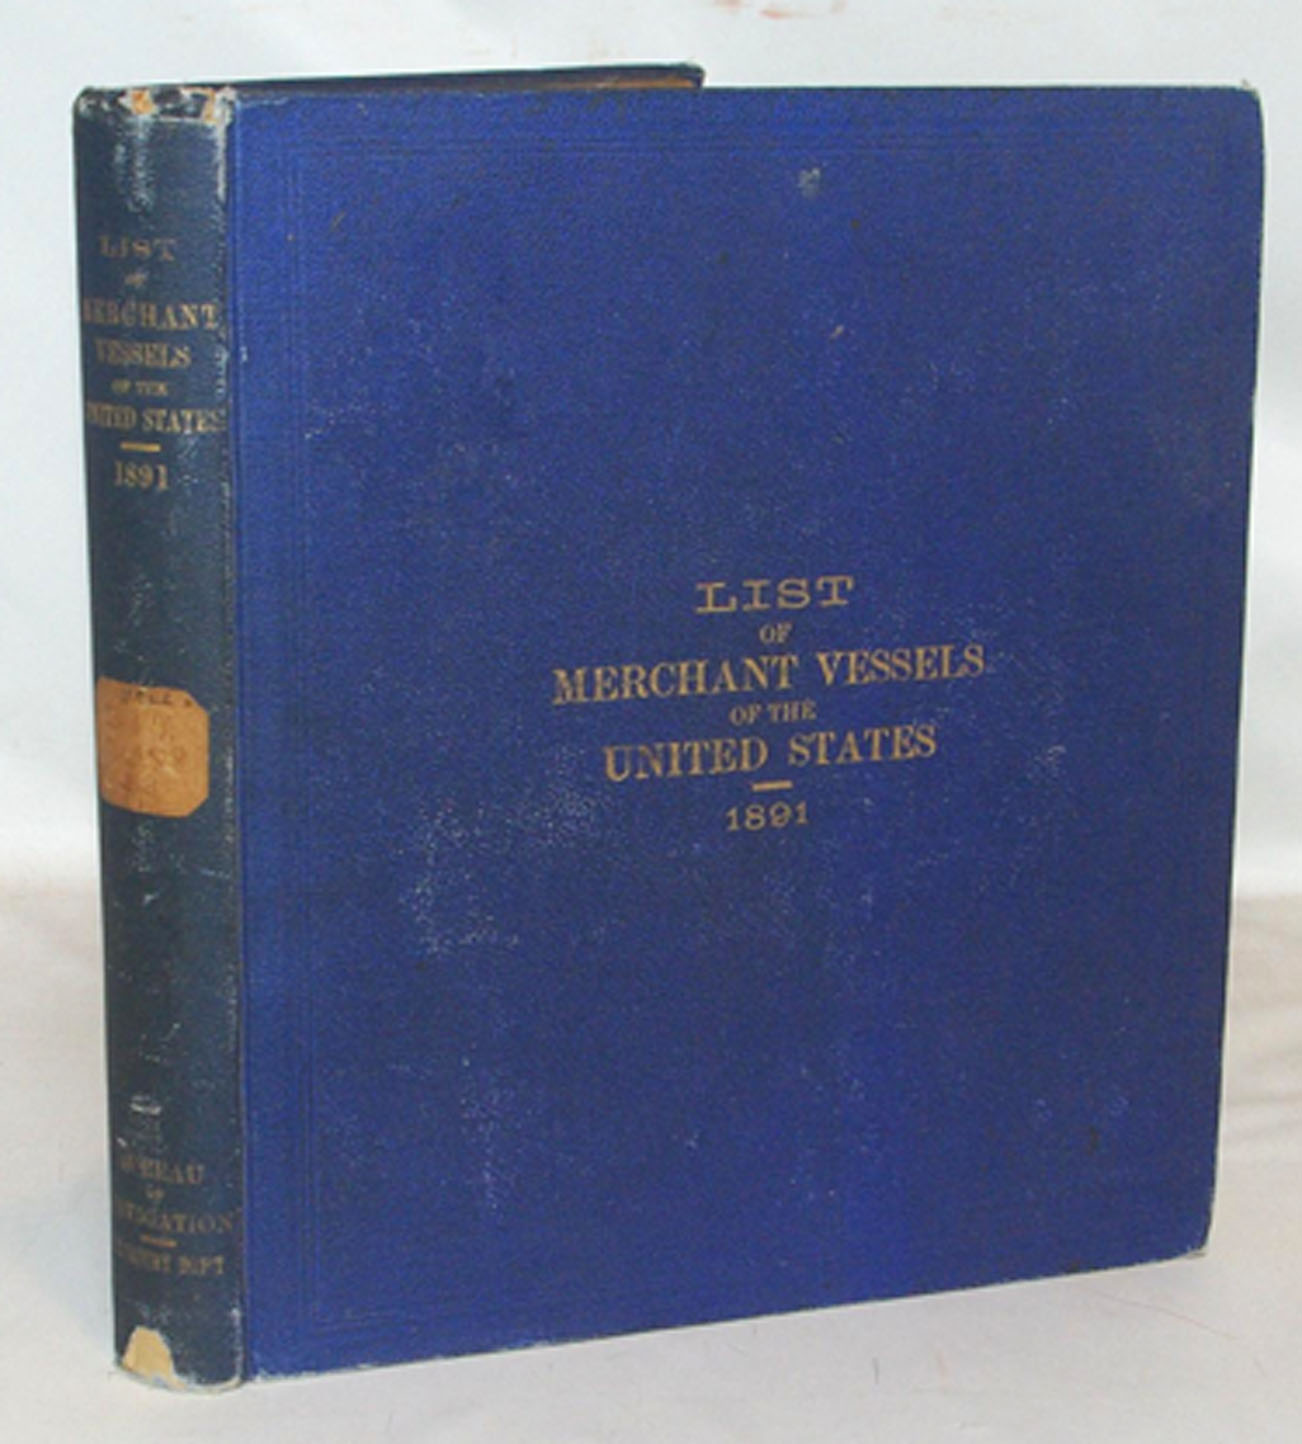 LIST
OF
MERCHANT
VESSELS
OF THE
UNITED STATES
1891
BUREAU
OF
NAVIGATION
DEPT
LIST
OF
MERCHANT VESSELS
OF THE
UNITED STATES
1891